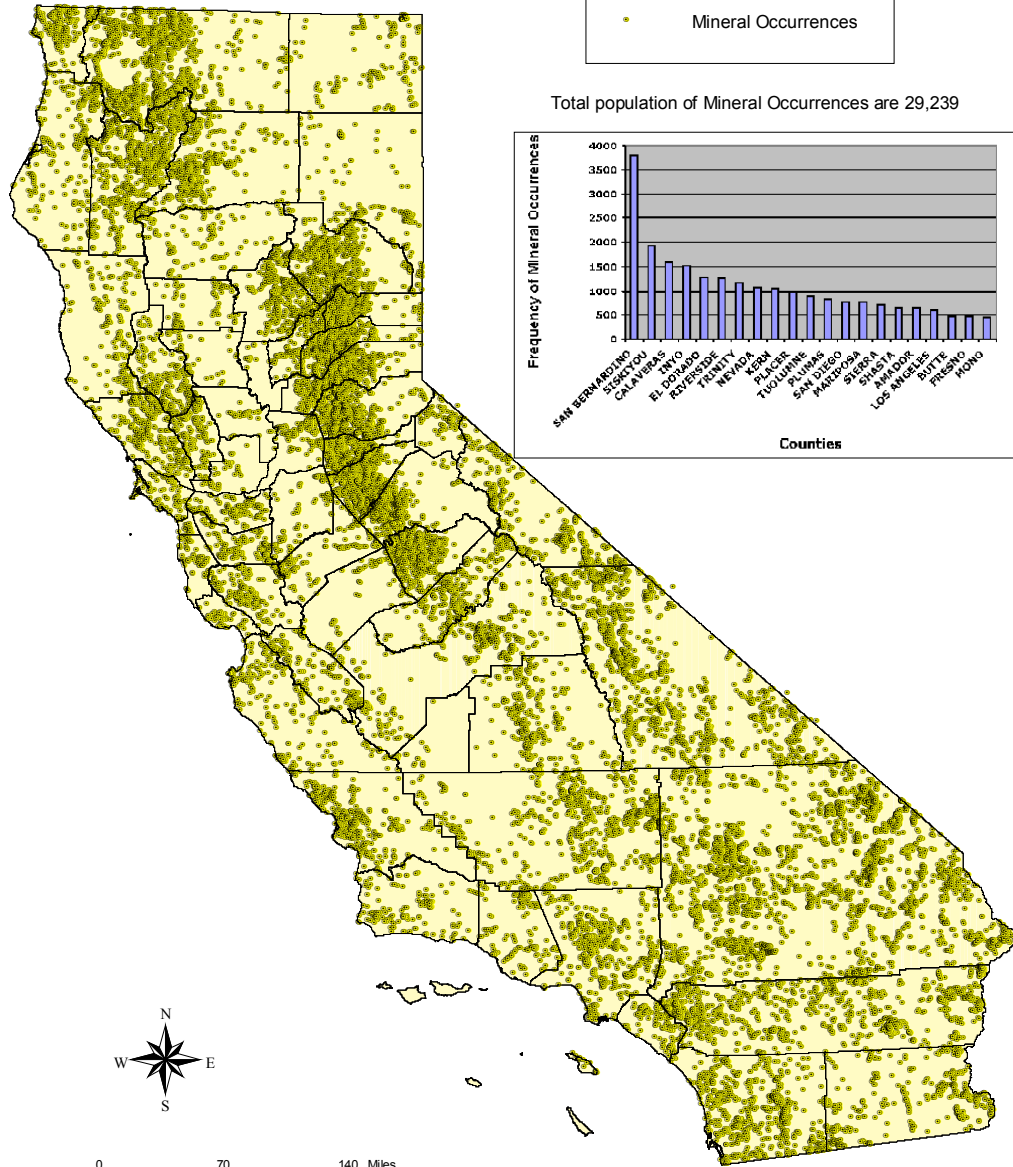 Mineral Occurrences
Total population of Mineral Occurrences are 29,239
Frequency of Mineral Occurrences
4000
3500
3000
2500
2000
1500
1000
500
0
SAN BERNARDINO
SISKIYOU
CALAVERAS
INYO
EL DORADO
RIVERSIDE
TRINITY
NEVADA
KERN
PLACER
TUOLUMNE
PLUMAS
SAN DIEGO
MARIPOSA
SIERRA
SHASTA
AMADOR
LOS ANGELES
BUTTE
FRESNO
MONO
Counties
N
W E
S
0 70 140 Miles